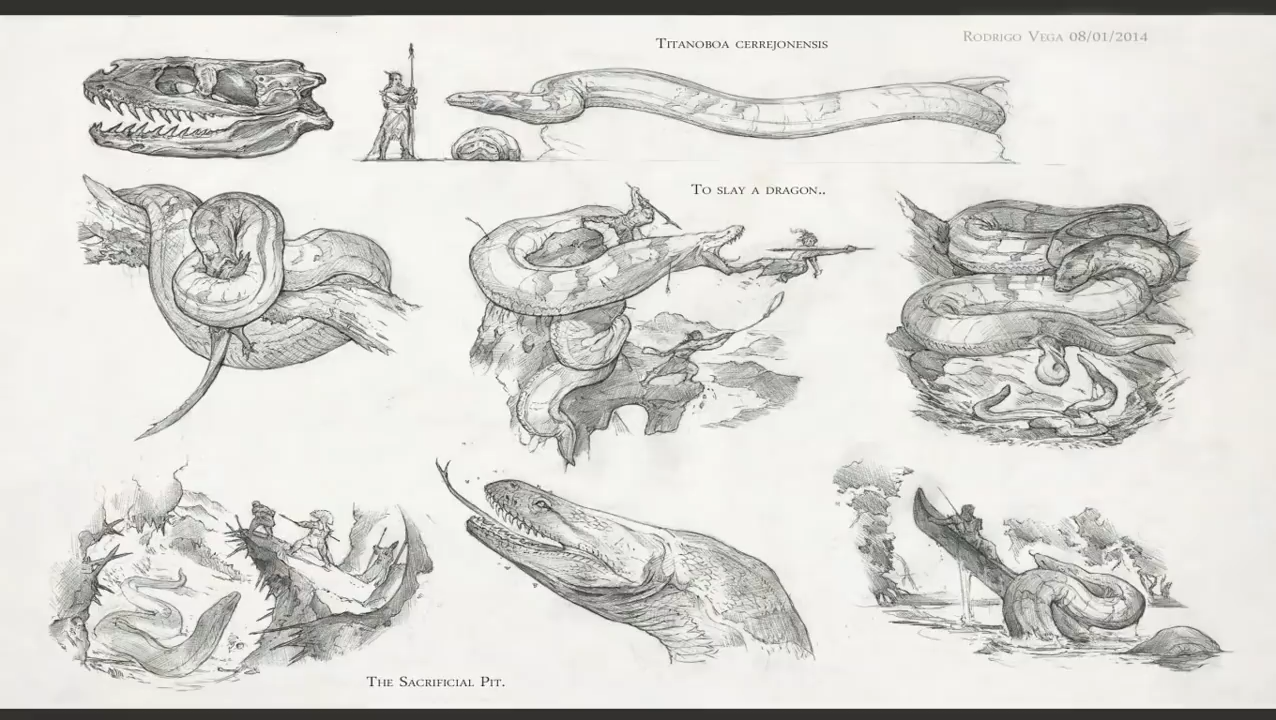 Titanoboa cerrejonensis
Rodrigo Vega 08/01/2014
To slay a dragon..
The Sacrificial Pit.